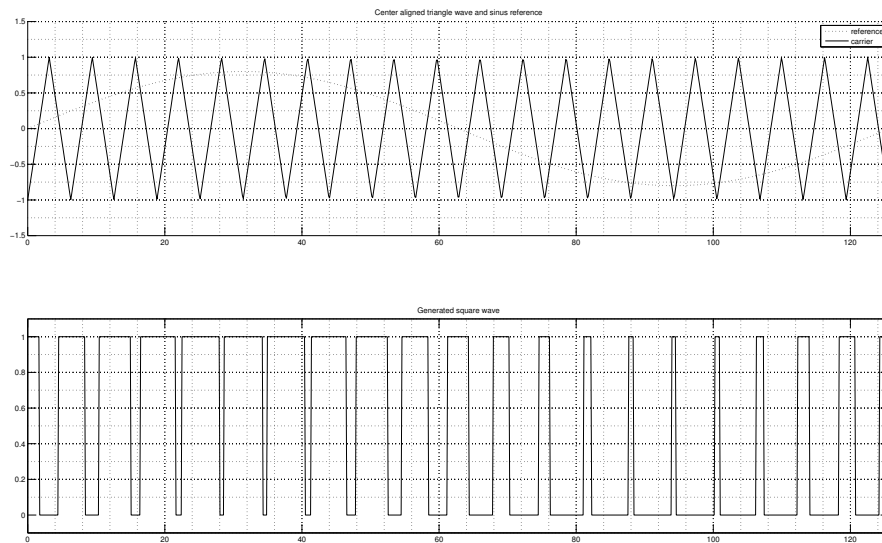 Center aligned triangle wave and sinus reference
1.5
1
0.5
0
−0.5
−1
−1.5
0 20 40 60 80 100 120
reference
carrier
Generated square wave
1
0.8
0.6
0.4
0.2
0
0 20 40 60 80 100 120